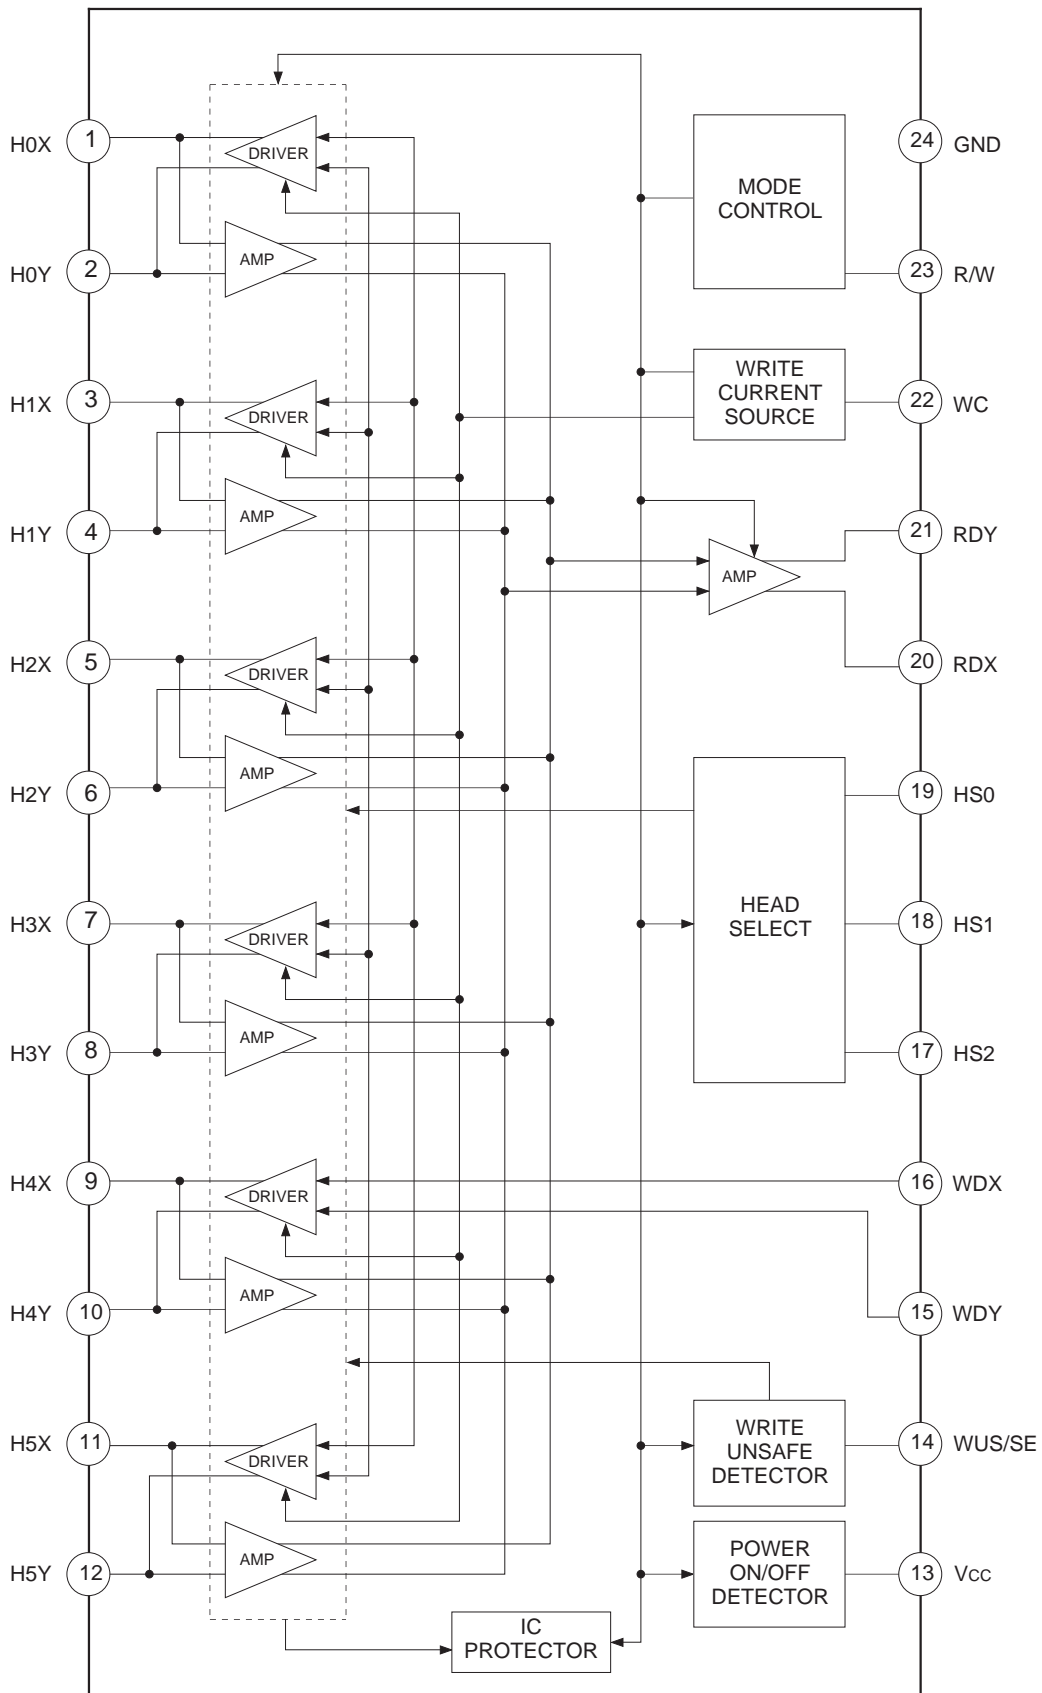 H0X 1
DRIVER
MODE
CONTROL
24 GND
H0Y 2
AMP
23 R/W
H1X 3
DRIVER
WRITE
CURRENT
SOURCE
22 WC
H1Y 4
AMP
21 RDY
AMP
H2X 5
DRIVER
20 RDX
H2Y 6
AMP
19 HS0
H3X 7
DRIVER
HEAD
SELECT
18 HS1
H3Y 8
AMP
17 HS2
H4X 9
DRIVER
16 WDX
H4Y 10
AMP
15 WDY
H5X 11
DRIVER
WRITE
UNSAFE
DETECTOR
14 WUS/SE
H5Y 12
AMP
POWER
ON/OFF
DETECTOR
13 VCC
IC
PROTECTOR